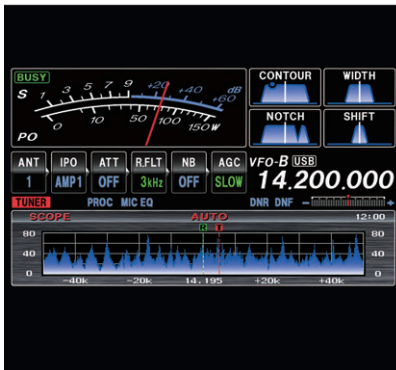 BUSY
S 1 3 5 7 9 +20 +40 +60 dB
PO 0 10 50 100 150 W
CONTOUR WIDTH
NOTCH SHIFT
ANT IPO ATT R.FLT NB AGC VFO-B USB
1 AMP1 OFF 3kHz OFF SLOW 14.200.000
TUNER PROC MIC EQ DNR DNF - +
SCOPE AUTO 12:00
R T
80 80
40 40
0 0
-40k -20k 14.195 +20k +40k